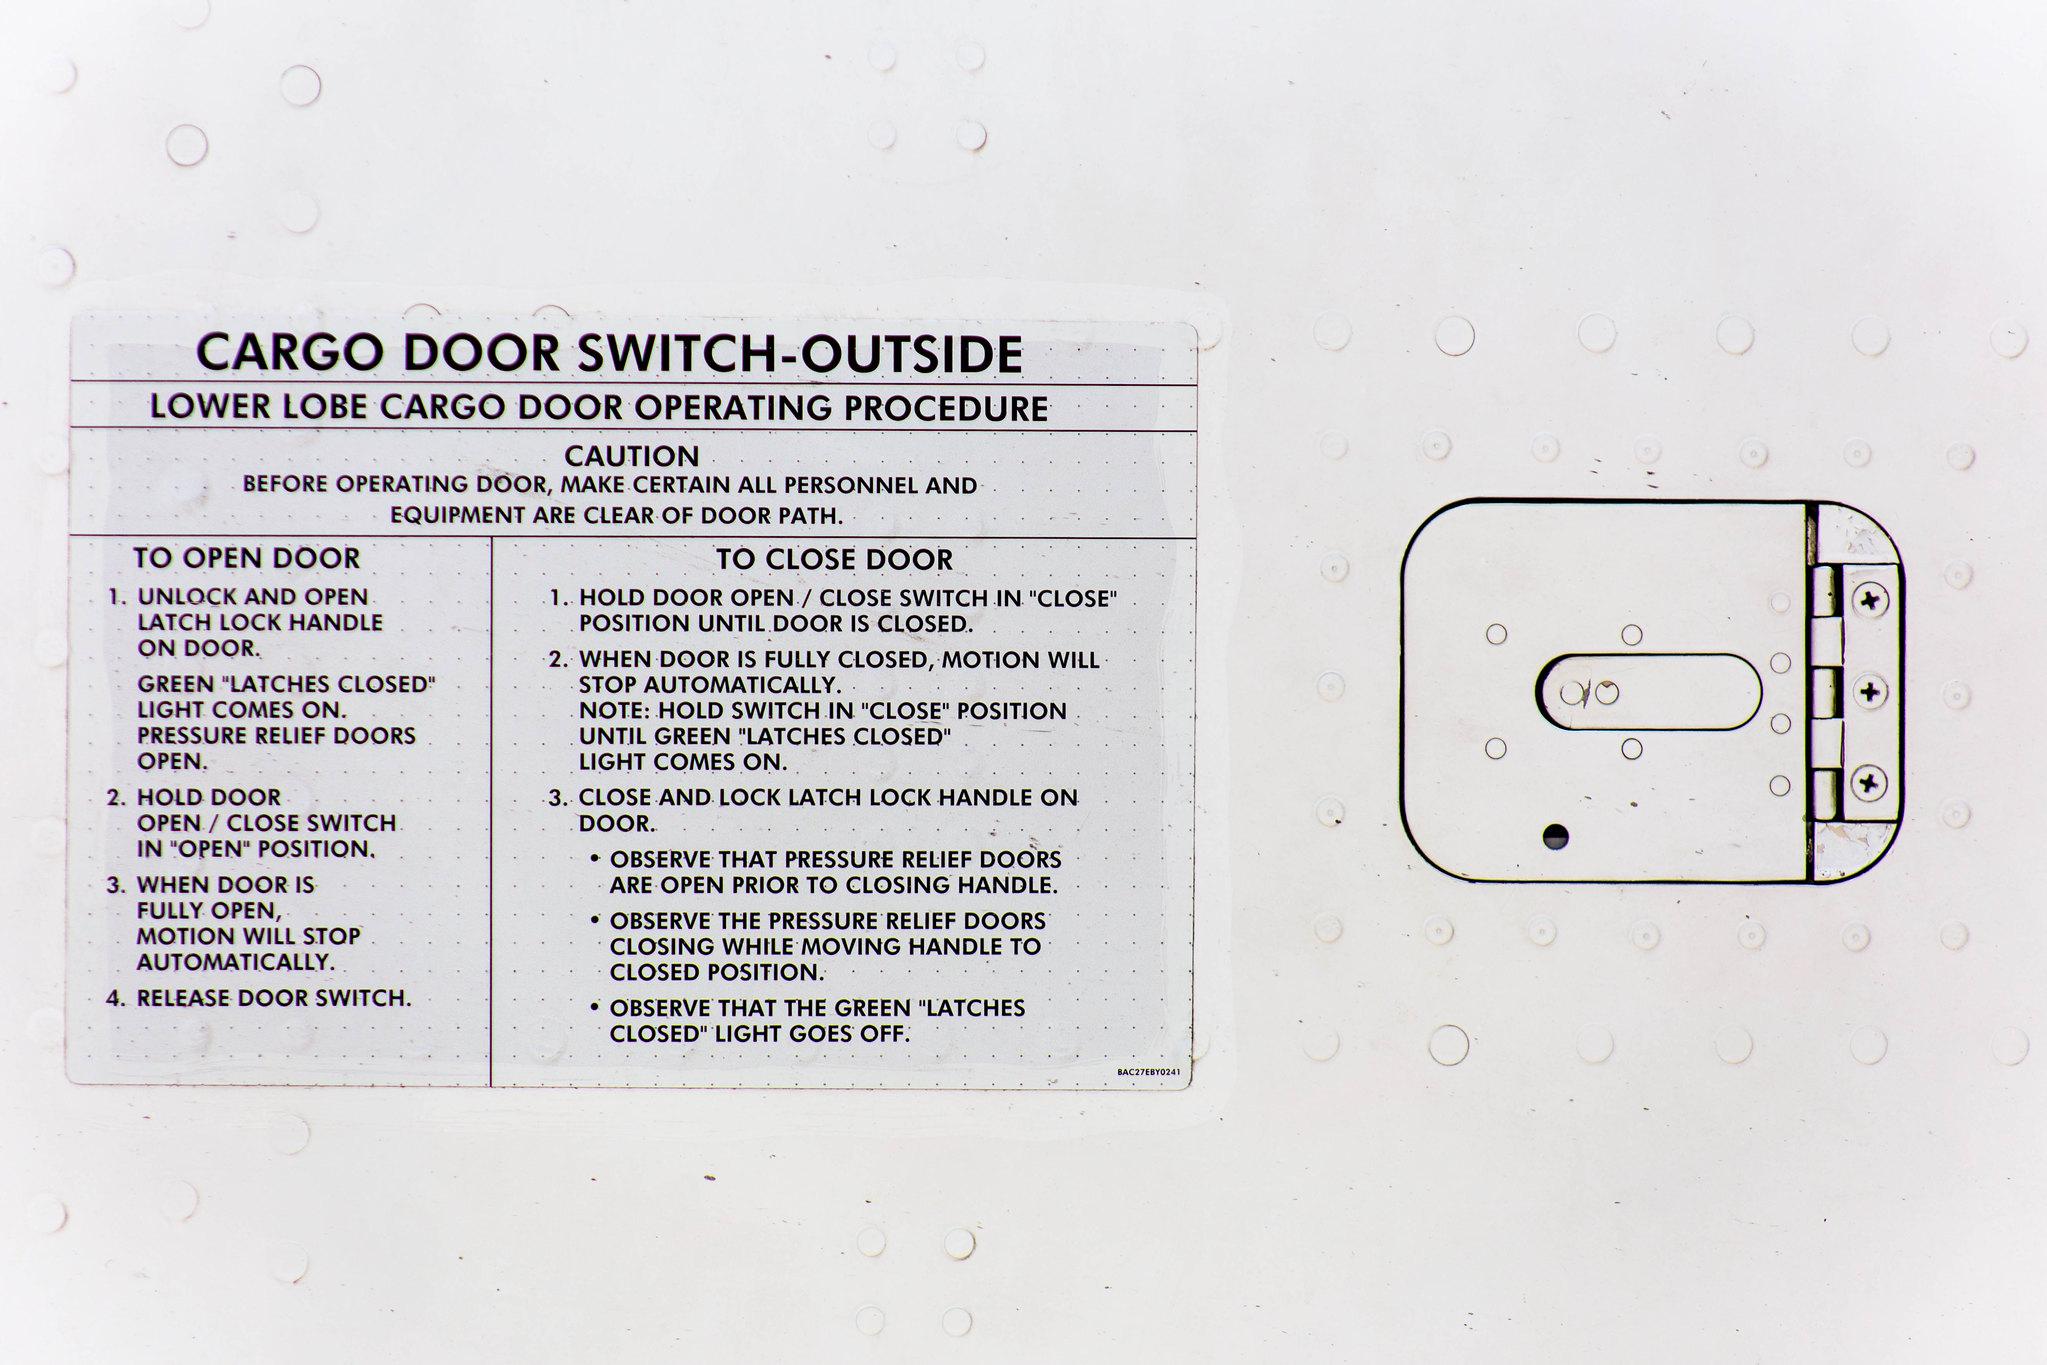 CARGO DOOR SWITCH-OUTSIDE
LOWER LOBE CARGO DOOR OPERATING PROCEDURE
CAUTION
BEFORE OPERATING DOOR, MAKE CERTAIN ALL PERSONNEL AND
EQUIPMENT ARE CLEAR OF DOOR PATH.
TO OPEN DOOR
1. UNLOCK AND OPEN
LATCH LOCK HANDLE
ON DOOR.
GREEN "LATCHES CLOSED"
LIGHT COMES ON.
PRESSURE RELIEF DOORS
OPEN.
2. HOLD DOOR
OPEN / CLOSE SWITCH
IN "OPEN" POSITION.
3. WHEN DOOR IS
FULLY OPEN,
MOTION WILL STOP
AUTOMATICALLY.
4. RELEASE DOOR SWITCH.
TO CLOSE DOOR
1. HOLD DOOR OPEN / CLOSE SWITCH IN "CLOSE"
POSITION UNTIL DOOR IS CLOSED.
2. WHEN DOOR IS FULLY CLOSED, MOTION WILL
STOP AUTOMATICALLY.
NOTE: HOLD SWITCH IN "CLOSE" POSITION
UNTIL GREEN "LATCHES CLOSED"
LIGHT COMES ON.
3. CLOSE AND LOCK LATCH LOCK HANDLE ON
DOOR.
• OBSERVE THAT PRESSURE RELIEF DOORS
ARE OPEN PRIOR TO CLOSING HANDLE.
• OBSERVE THE PRESSURE RELIEF DOORS
CLOSING WHILE MOVING HANDLE TO
CLOSED POSITION.
• OBSERVE THAT THE GREEN "LATCHES
CLOSED" LIGHT GOES OFF.
BAC27EBY0241